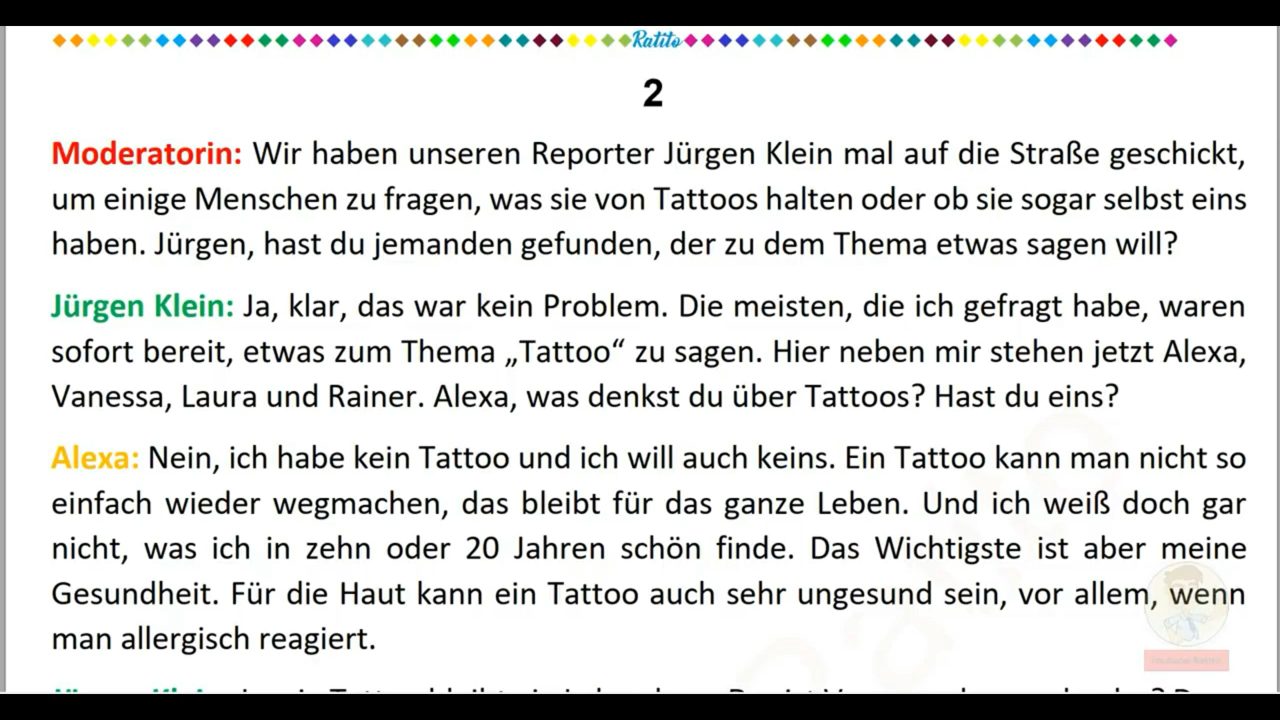 Ratito
2
Moderatorin: Wir haben unseren Reporter Jürgen Klein mal auf die Straße geschickt,
um einige Menschen zu fragen, was sie von Tattoos halten oder ob sie sogar selbst eins
haben. Jürgen, hast du jemanden gefunden, der zu dem Thema etwas sagen will?
Jürgen Klein: Ja, klar, das war kein Problem. Die meisten, die ich gefragt habe, waren
sofort bereit, etwas zum Thema „Tattoo“ zu sagen. Hier neben mir stehen jetzt Alexa,
Vanessa, Laura und Rainer. Alexa, was denkst du über Tattoos? Hast du eins?
Alexa: Nein, ich habe kein Tattoo und ich will auch keins. Ein Tattoo kann man nicht so
einfach wieder wegmachen, das bleibt für das ganze Leben. Und ich weiß doch gar
nicht, was ich in zehn oder 20 Jahren schön finde. Das Wichtigste ist aber meine
Gesundheit. Für die Haut kann ein Tattoo auch sehr ungesund sein, vor allem, wenn
man allergisch reagiert.
Ratito